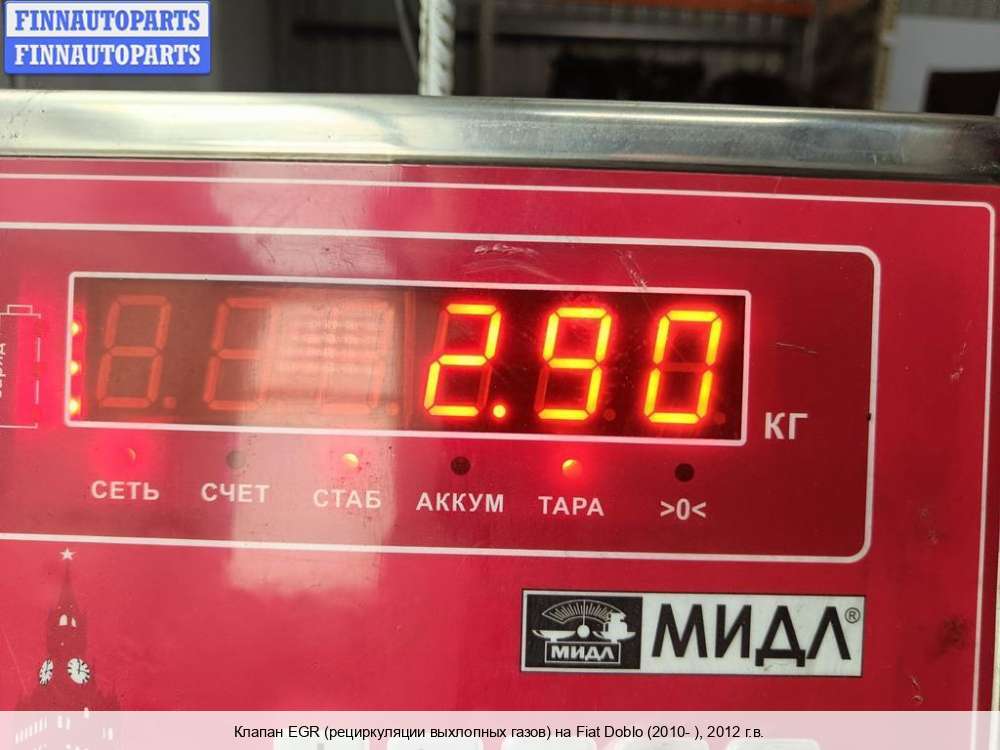 FINNAUTOPARTS
FINNAUTOPARTS
2.90
КГ
СЕТЬ СЧЕТ СТАБ АККУМ ТАРА >0<
МИДЛ МИДЛ®
Клапан EGR (рециркуляции выхлопных газов) на Fiat Doblo (2010- ), 2012 г.в.